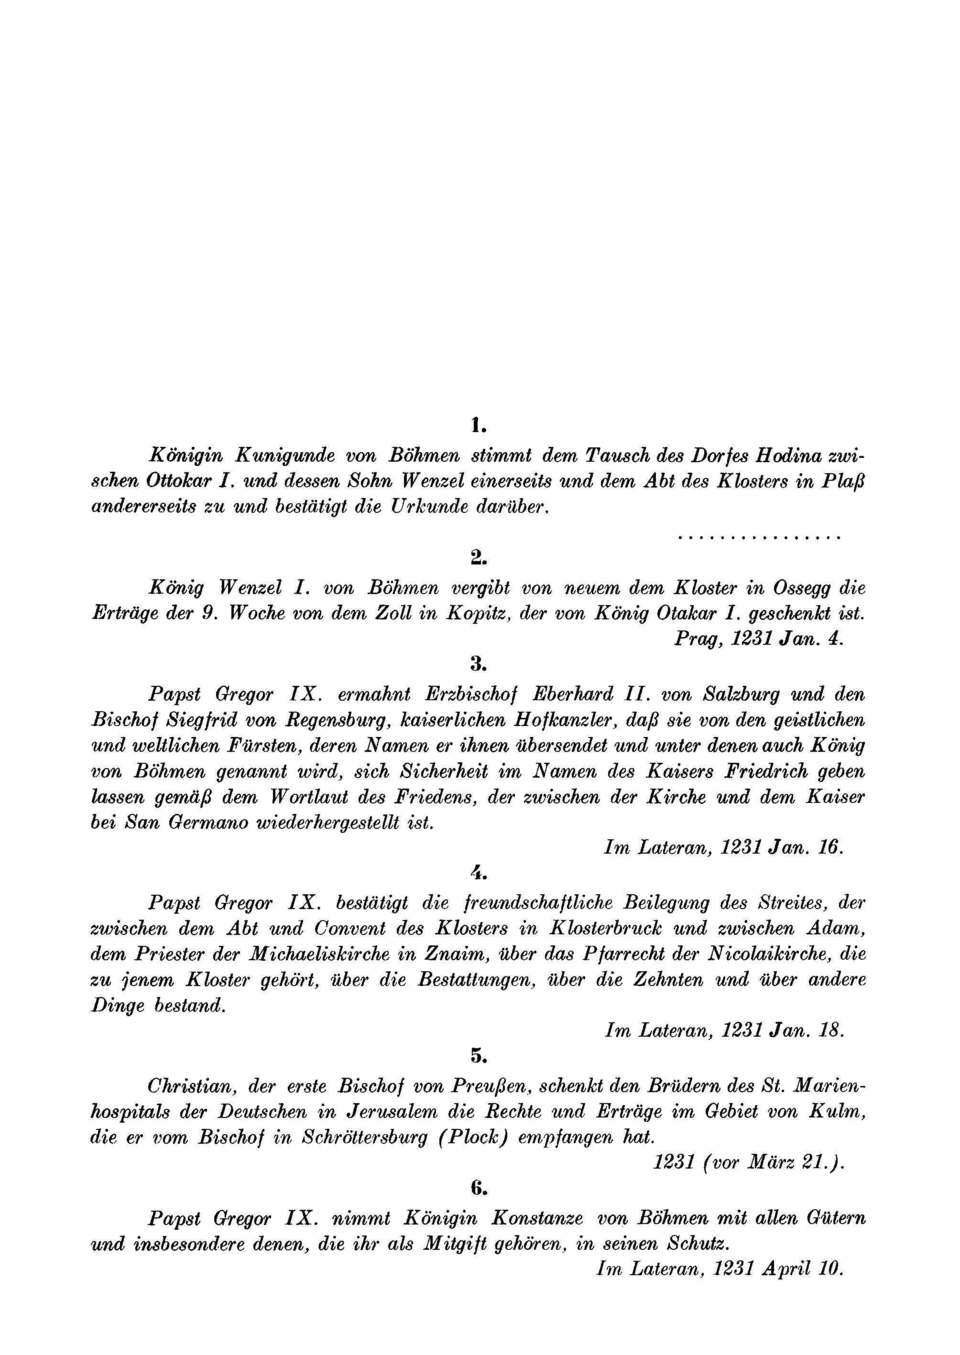 1.
Königin Kunigunde von Böhmen stimmt dem Tausch des Dorfes Hodina zwi-
schen Ottokar I. und dessen Sohn Wenzel einerseits und dem Abt des Klosters in Plaß
andererseits zu und bestätigt die Urkunde darüber.
................
2.
König Wenzel I. von Böhmen vergibt von neuem dem Kloster in Ossegg die
Erträge der 9. Woche von dem Zoll in Kopitz, der von König Otakar I. geschenkt ist.
Prag, 1231 Jan. 4.
3.
Papst Gregor IX. ermahnt Erzbischof Eberhard II. von Salzburg und den
Bischof Siegfrid von Regensburg, kaiserlichen Hofkanzler, daß sie von den geistlichen
und weltlichen Fürsten, deren Namen er ihnen übersendet und unter denen auch König
von Böhmen genannt wird, sich Sicherheit im Namen des Kaisers Friedrich geben
lassen gemäß dem Wortlaut des Friedens, der zwischen der Kirche und dem Kaiser
bei San Germano wiederhergestellt ist.
Im Lateran, 1231 Jan. 16.
4.
Papst Gregor IX. bestätigt die freundschaftliche Beilegung des Streites, der
zwischen dem Abt und Convent des Klosters in Klosterbruck und zwischen Adam,
dem Priester der Michaeliskirche in Znaim, über das Pfarrecht der Nicolaikirche, die
zu jenem Kloster gehört, über die Bestattungen, über die Zehnten und über andere
Dinge bestand.
Im Lateran, 1231 Jan. 18.
5.
Christian, der erste Bischof von Preußen, schenkt den Brüdern des St. Marien-
hospitals der Deutschen in Jerusalem die Rechte und Erträge im Gebiet von Kulm,
die er vom Bischof in Schröttersburg (Plock) empfangen hat.
1231 (vor März 21.).
6.
Papst Gregor IX. nimmt Königin Konstanze von Böhmen mit allen Gütern
und insbesondere denen, die ihr als Mitgift gehören, in seinen Schutz.
Im Lateran, 1231 April 10.